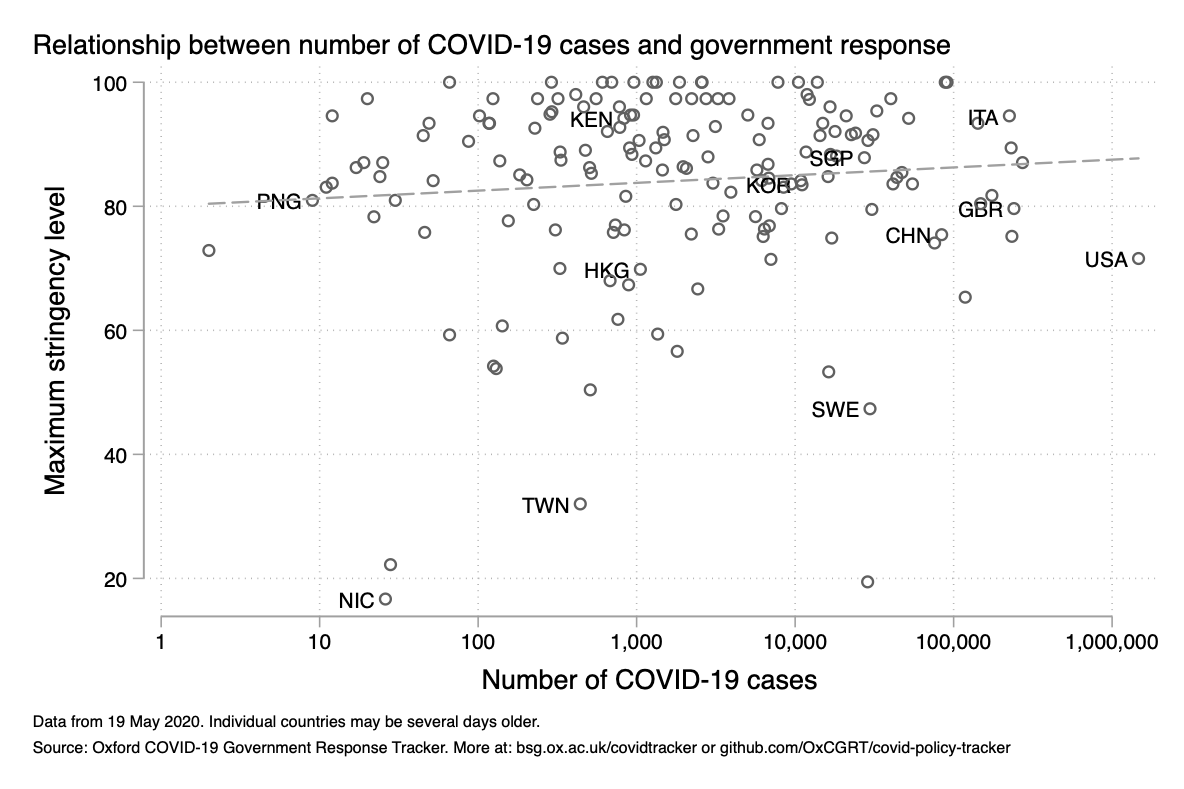 Relationship between number of COVID-19 cases and government response
Maximum stringency level
100
80
60
40
20
KEN
ITA
SGP
KOR
PNG
GBR
CHN
USA
HKG
SWE
TWN
NIC
1
10
100
1,000
10,000
100,000
1,000,000
Number of COVID-19 cases
Data from 19 May 2020. Individual countries may be several days older.
Source: Oxford COVID-19 Government Response Tracker. More at: bsg.ox.ac.uk/covidtracker or github.com/OxCGRT/covid-policy-tracker